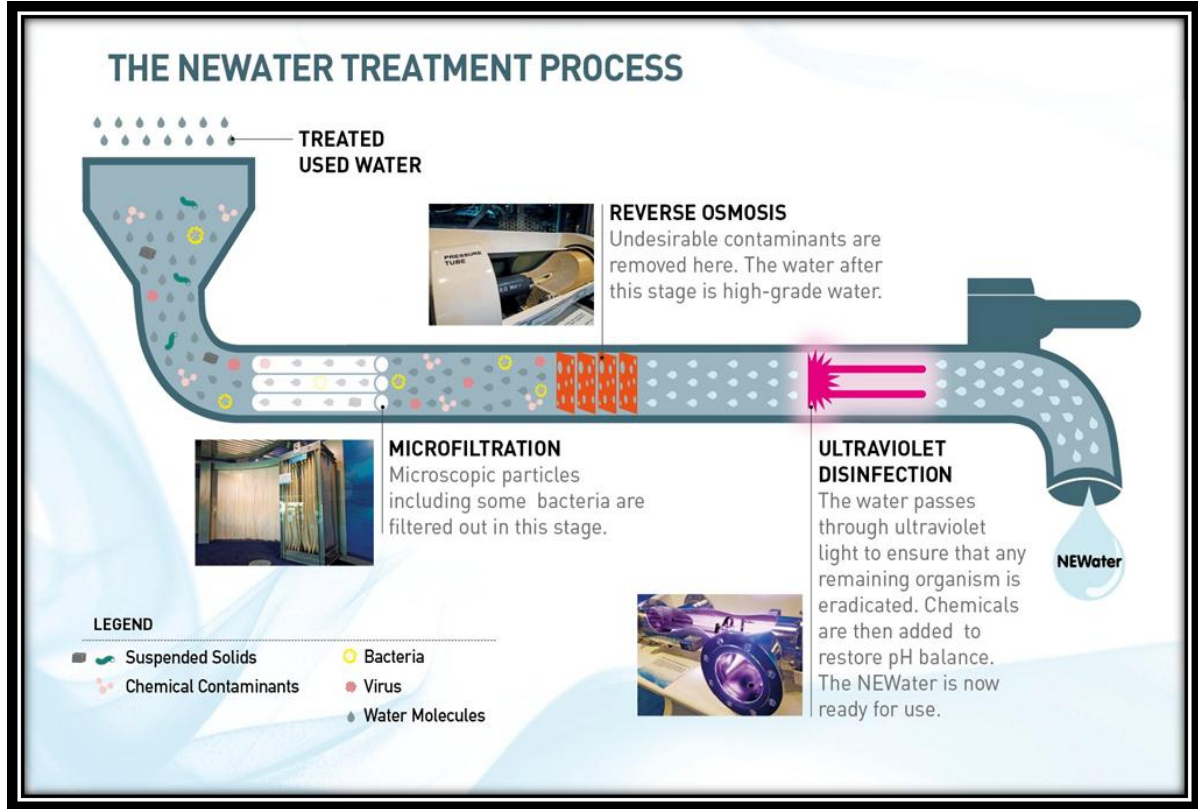 THE NEWATER TREATMENT PROCESS
TREATED
USED WATER
REVERSE OSMOSIS
Undesirable contaminants are
removed here. The water after
this stage is high-grade water.
PRESSURE
TUBE
MICROFILTRATION
Microscopic particles
including some bacteria are
filtered out in this stage.
ULTRAVIOLET
DISINFECTION
The water passes
through ultraviolet
light to ensure that any
remaining organism is
eradicated. Chemicals
are then added to
restore pH balance.
The NEWater is now
ready for use.
NEWater
LEGEND
Suspended Solids
Chemical Contaminants
Bacteria
Virus
Water Molecules